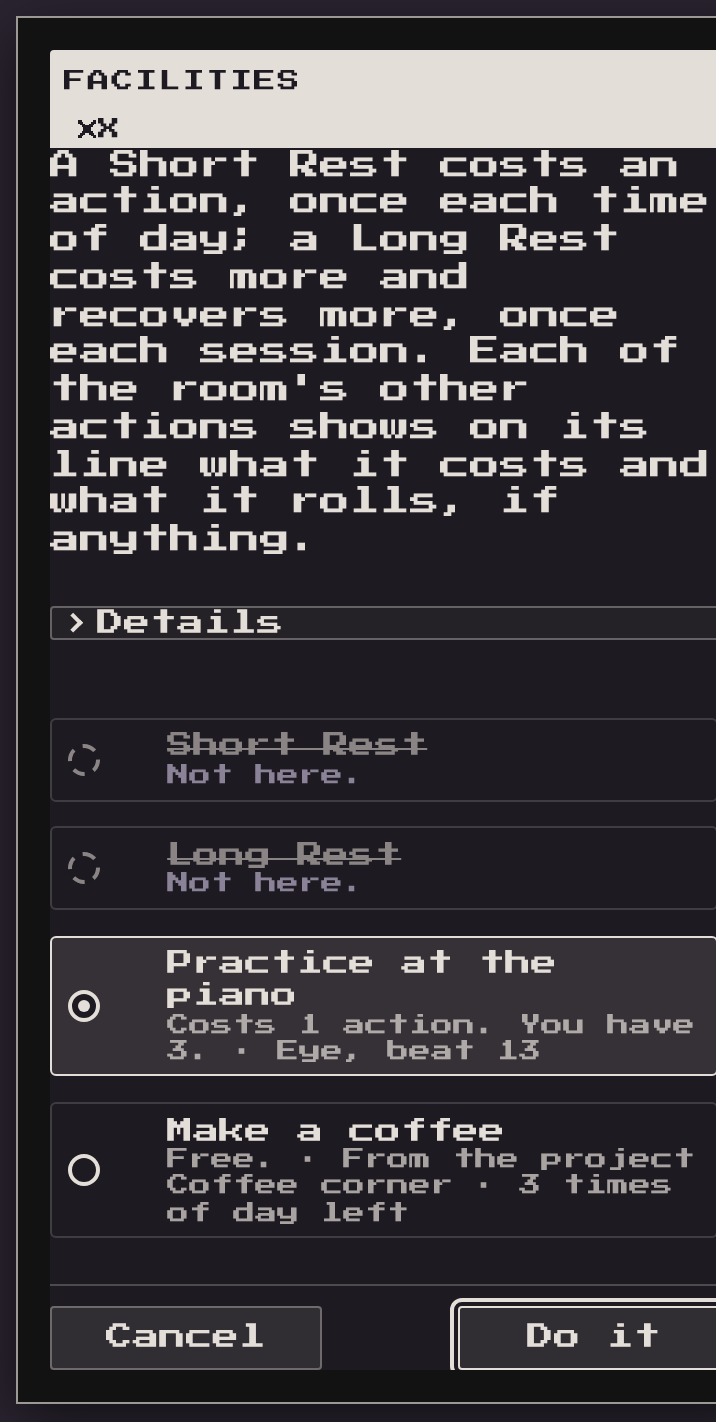 FACILITIES
xX
A Short Rest costs an
action, once each time
of day; a Long Rest
costs more and
recovers more, once
each session. Each of
the room's other
actions shows on its
line what it costs and
what it rolls, if
anything.
Details
Short Rest
Not here.
Long Rest
Not here.
Practice at the
piano
Costs 1 action. You have
3. · Eye, beat 13
Make a coffee
Free. · From the project
Coffee corner · 3 times
of day left
Cancel
Do it